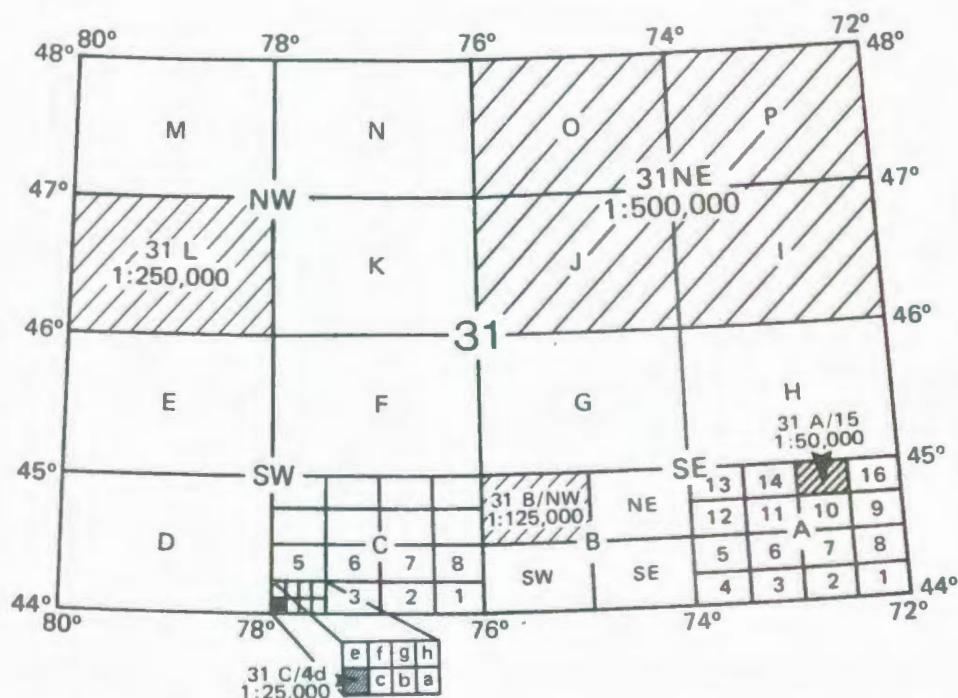 80° 78° 76° 74° 72°
48° 48°
M N O P
47° NW 31 NE 47°
1:500,000
31 L
1:250,000
K J I
46° 31 46°
E F G H
31 A/15
1:50,000
45° SW SE 45°
13 14 16
31 B/NW
1:125,000
NE
12 11 10 9
D C B A
5 6 7 8 5 6 7 8
SW SE
44° 3 2 1 4 3 2 1 44°
80° 78° 76° 74° 72°
e f g h
31 C/4d
1:25,000
c b a